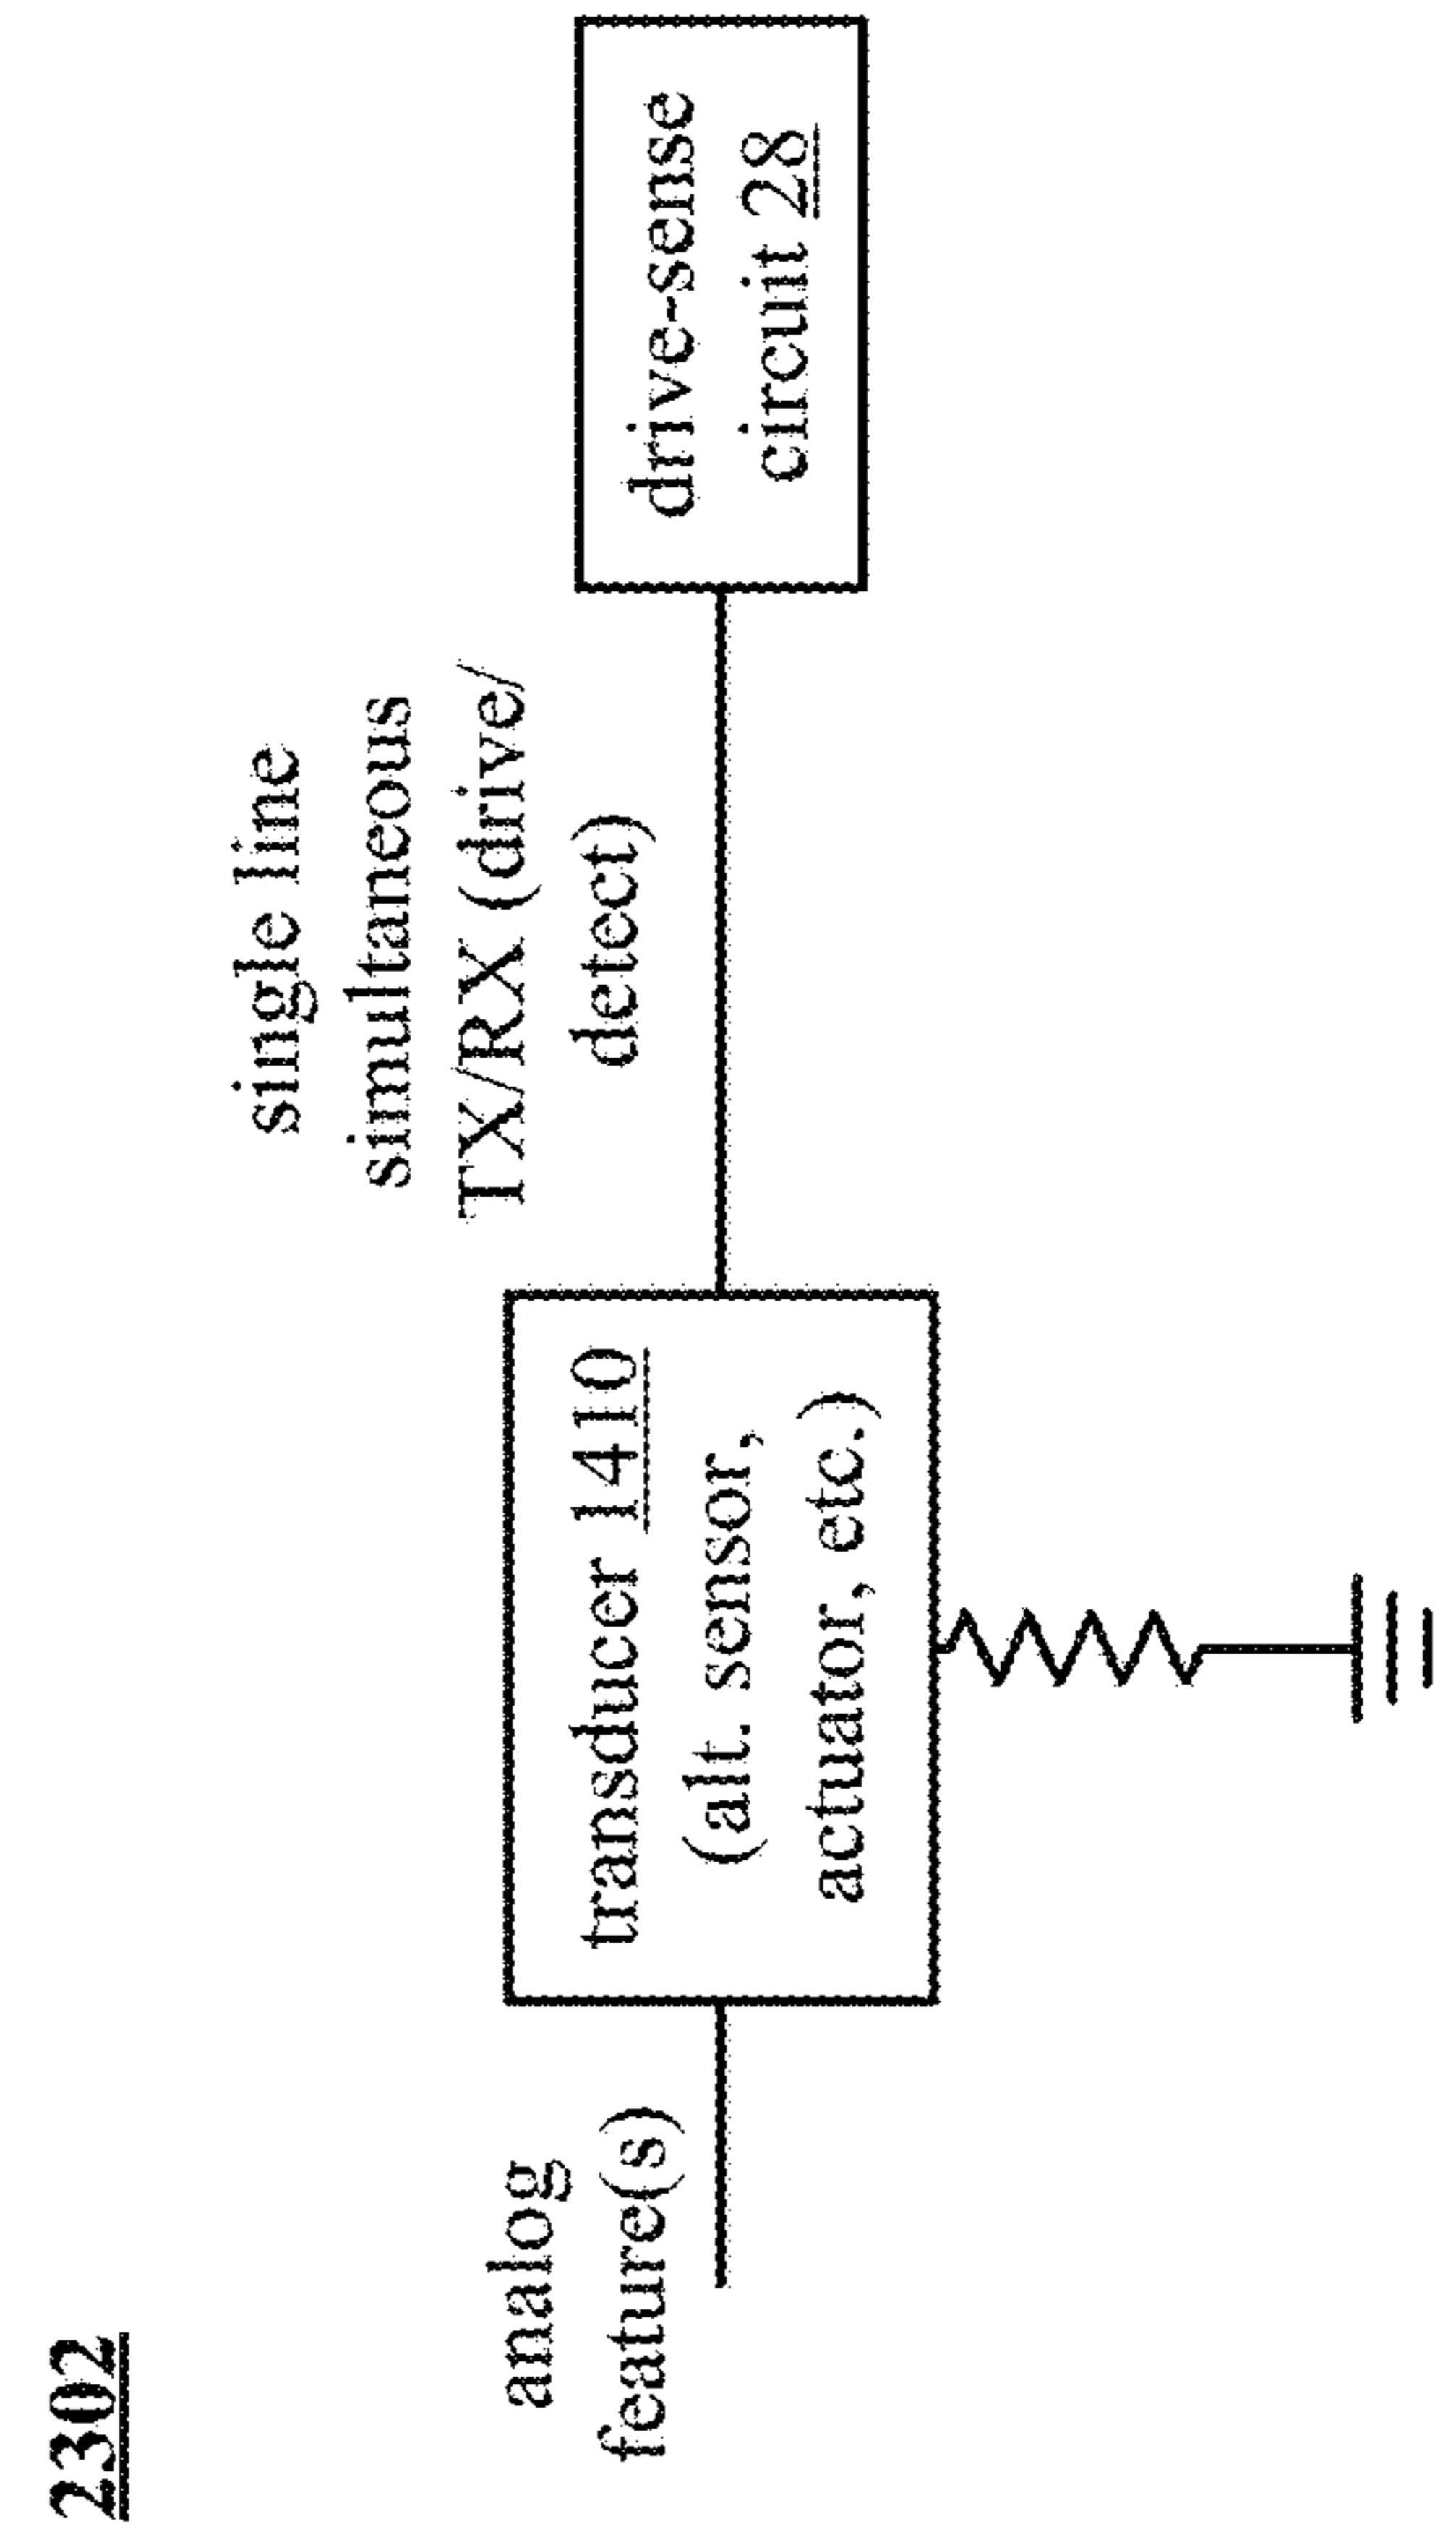 2302
analog
feature(s)
transducer 1410
(alt. sensor,
actuator, etc.)
single line
simultaneous
TX/RX (drive/
detect)
drive-sense
circuit 28